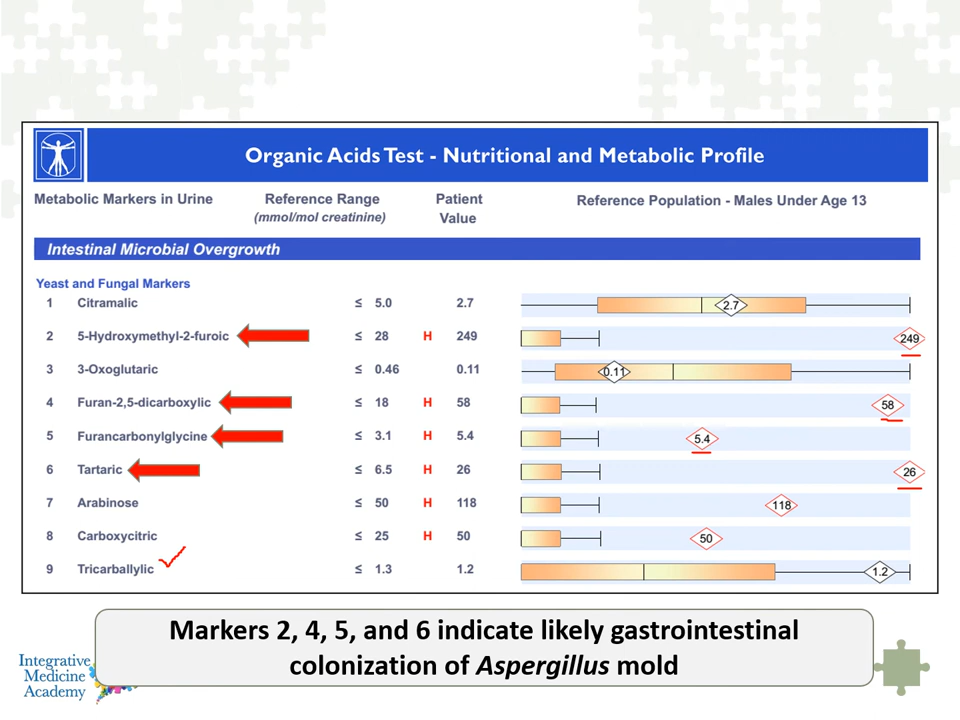 Organic Acids Test - Nutritional and Metabolic Profile
Metabolic Markers in Urine Reference Range (mmol/mol creatinine) Patient Value Reference Population - Males Under Age 13
Intestinal Microbial Overgrowth
Yeast and Fungal Markers
1 Citramalic ≤ 5.0 2.7 2.7
2 5-Hydroxymethyl-2-furoic ≤ 28 H 249 249
3 3-Oxoglutaric ≤ 0.46 0.11 0.11
4 Furan-2,5-dicarboxylic ≤ 18 H 58 58
5 Furancarbonylglycine ≤ 3.1 H 5.4 5.4
6 Tartaric ≤ 6.5 H 26 26
7 Arabinose ≤ 50 H 118 118
8 Carboxycitric ≤ 25 H 50 50
9 Tricarballylic ≤ 1.3 1.2 1.2
Markers 2, 4, 5, and 6 indicate likely gastrointestinal
colonization of Aspergillus mold
Integrative
Medicine
Academy